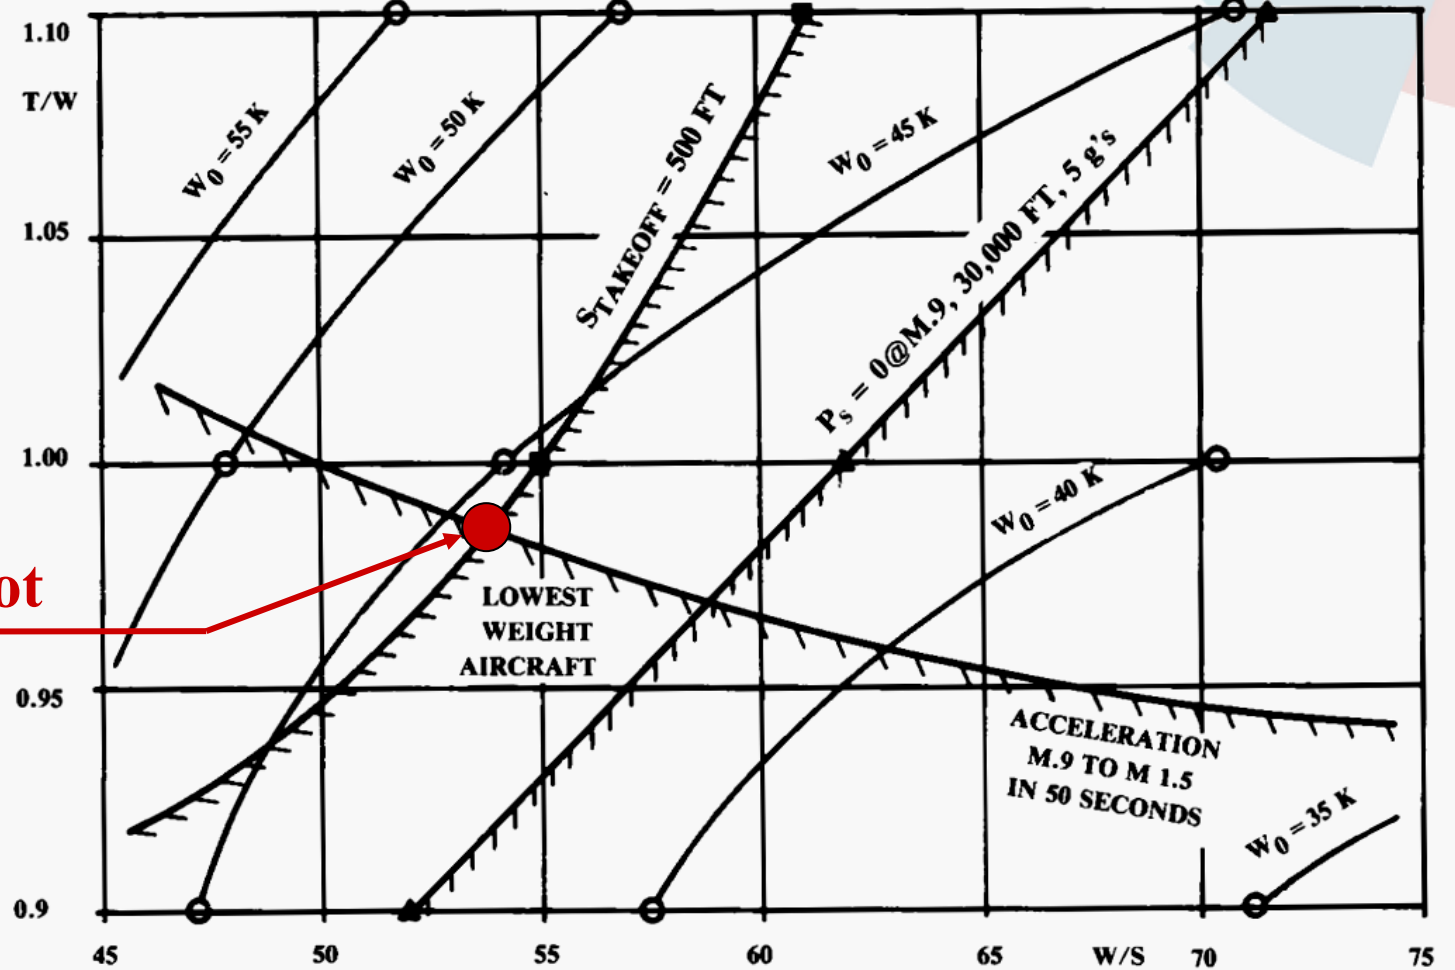 1.10
T/W
1.05
1.00
0.95
0.9
45
50
55
60
65
W/S
70
75
W0 = 55 K
W0 = 50 K
STAKEOFF = 500 FT
W0 = 45 K
PS = 0@M.9, 30,000 FT, 5 g's
W0 = 40 K
ot
LOWEST
WEIGHT
AIRCRAFT
ACCELERATION
M.9 TO M 1.5
IN 50 SECONDS
W0 = 35 K